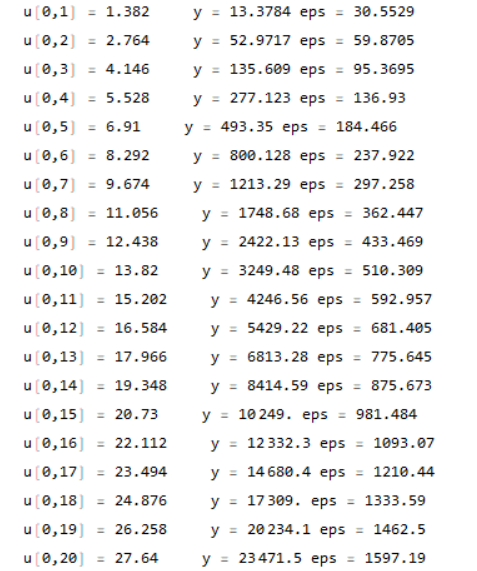 u[0,1] = 1.382 y = 13.3784 eps = 30.5529
u[0,2] = 2.764 y = 52.9717 eps = 59.8705
u[0,3] = 4.146 y = 135.609 eps = 95.3695
u[0,4] = 5.528 y = 277.123 eps = 136.93
u[0,5] = 6.91 y = 493.35 eps = 184.466
u[0,6] = 8.292 y = 800.128 eps = 237.922
u[0,7] = 9.674 y = 1213.29 eps = 297.258
u[0,8] = 11.056 y = 1748.68 eps = 362.447
u[0,9] = 12.438 y = 2422.13 eps = 433.469
u[0,10] = 13.82 y = 3249.48 eps = 510.309
u[0,11] = 15.202 y = 4246.56 eps = 592.957
u[0,12] = 16.584 y = 5429.22 eps = 681.405
u[0,13] = 17.966 y = 6813.28 eps = 775.645
u[0,14] = 19.348 y = 8414.59 eps = 875.673
u[0,15] = 20.73 y = 10249. eps = 981.484
u[0,16] = 22.112 y = 12332.3 eps = 1093.07
u[0,17] = 23.494 y = 14680.4 eps = 1210.44
u[0,18] = 24.876 y = 17309. eps = 1333.59
u[0,19] = 26.258 y = 20234.1 eps = 1462.5
u[0,20] = 27.64 y = 23471.5 eps = 1597.19